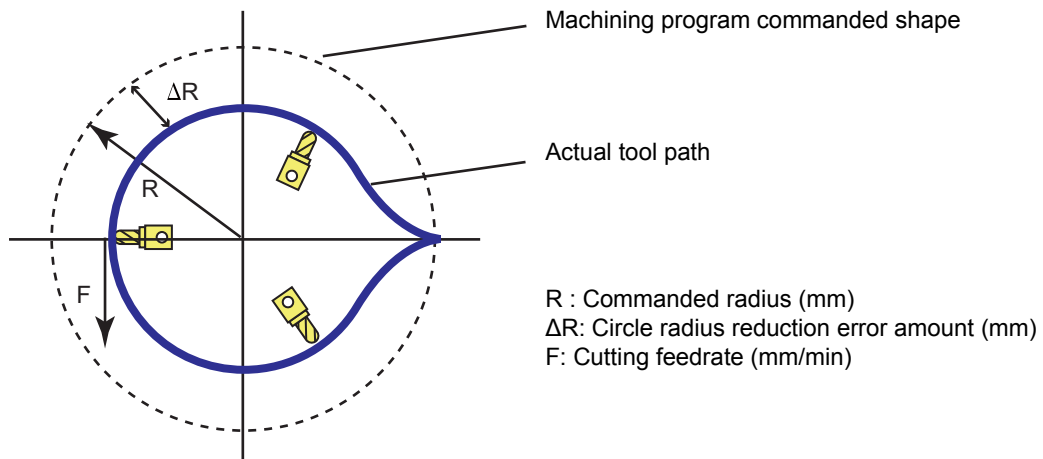 Machining program commanded shape
ΔR
R
Actual tool path
F
R : Commanded radius (mm)
ΔR: Circle radius reduction error amount (mm)
F: Cutting feedrate (mm/min)